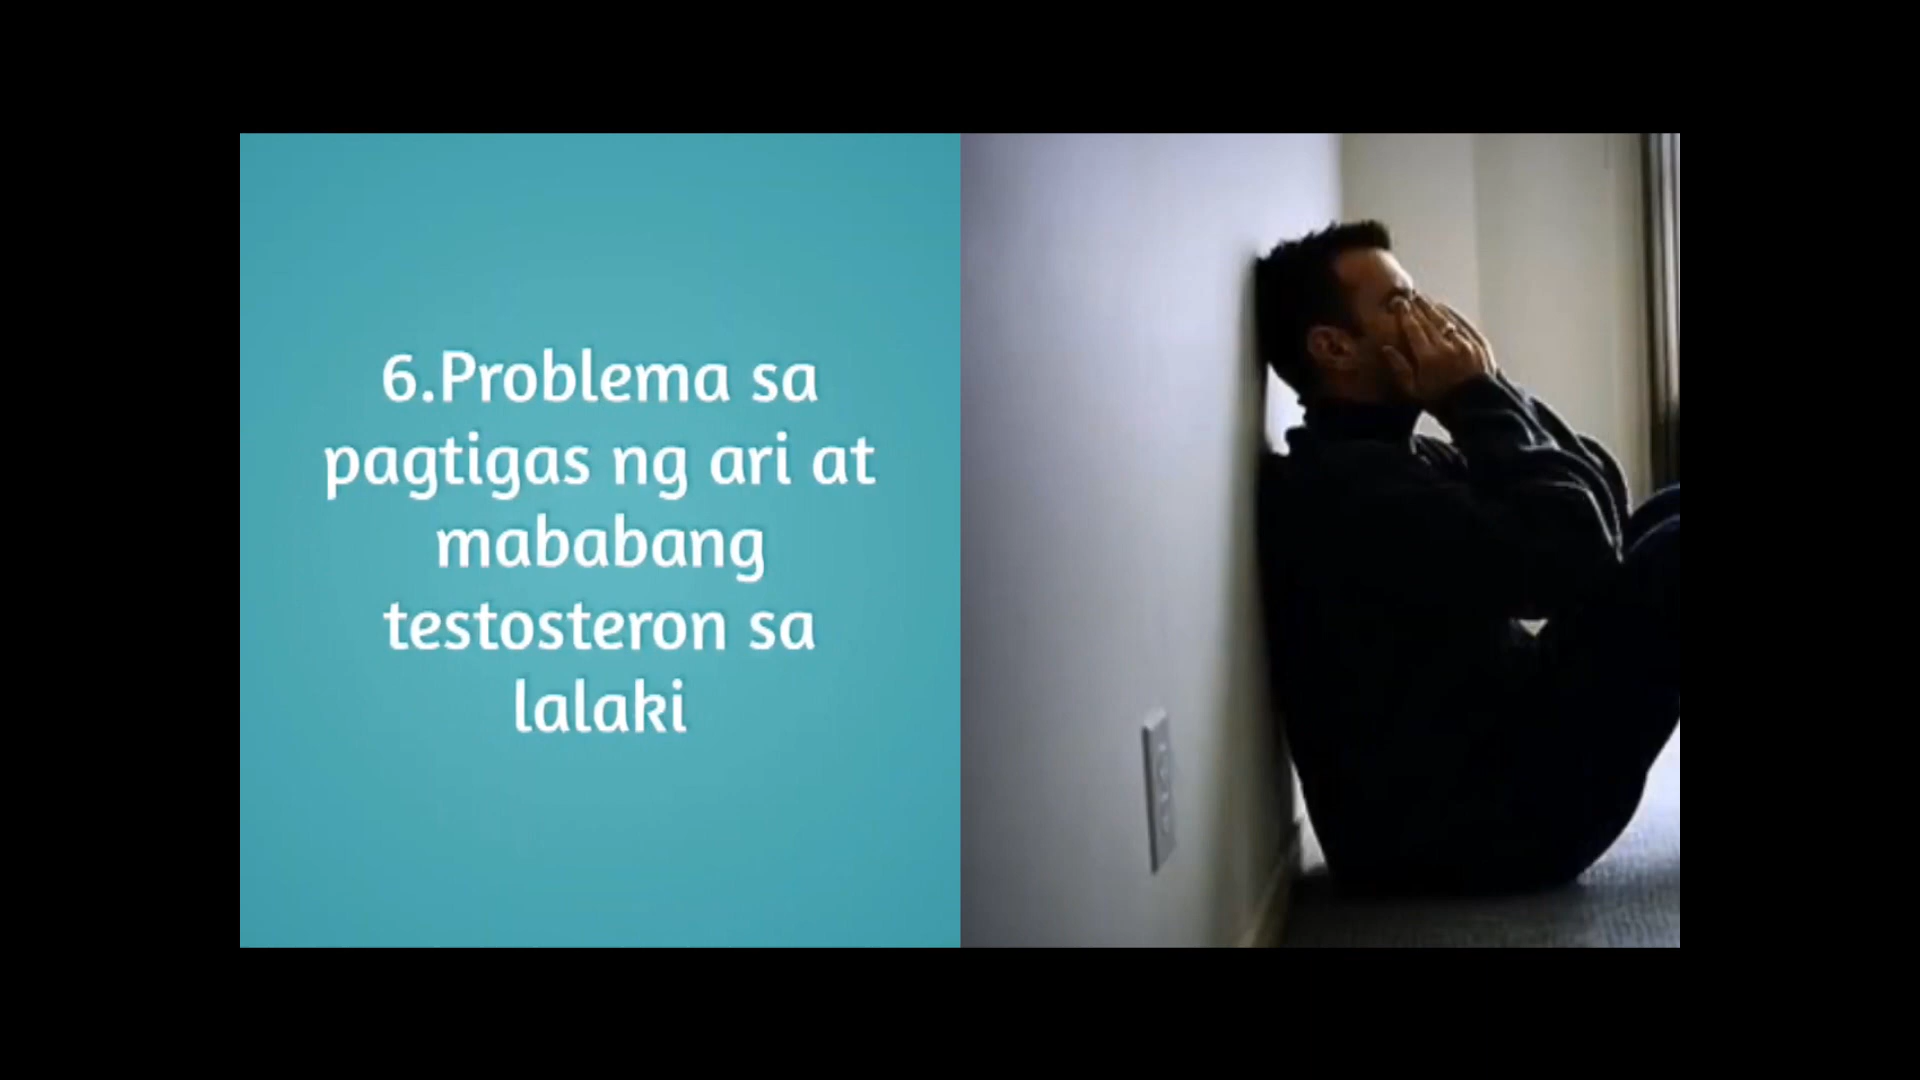 6.Problema sa
pagtigas ng ari at
mababang
testosteron sa
lalaki